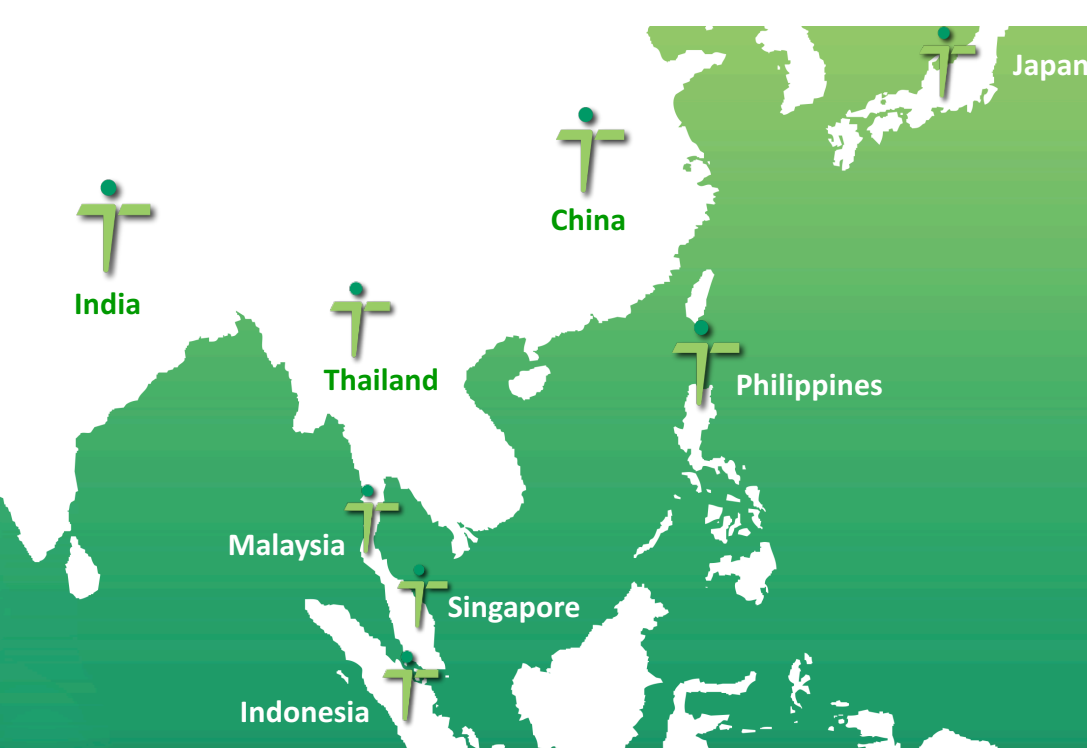 Japan
China
India
Thailand
Philippines
Malaysia
Singapore
Indonesia